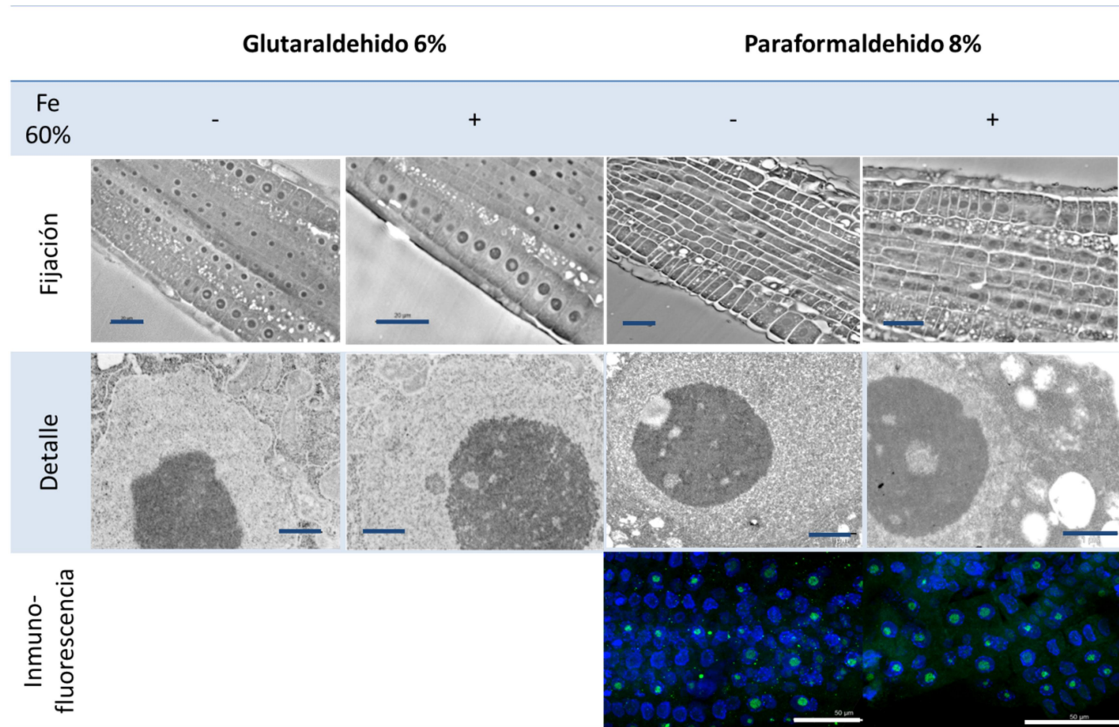 Glutaraldehido 6% Paraformaldehido 8%
Fe
60%
- + - +
Fijación
20 µm
Detalle
Inmuno-
fluorescencia
50 µm 50 µm